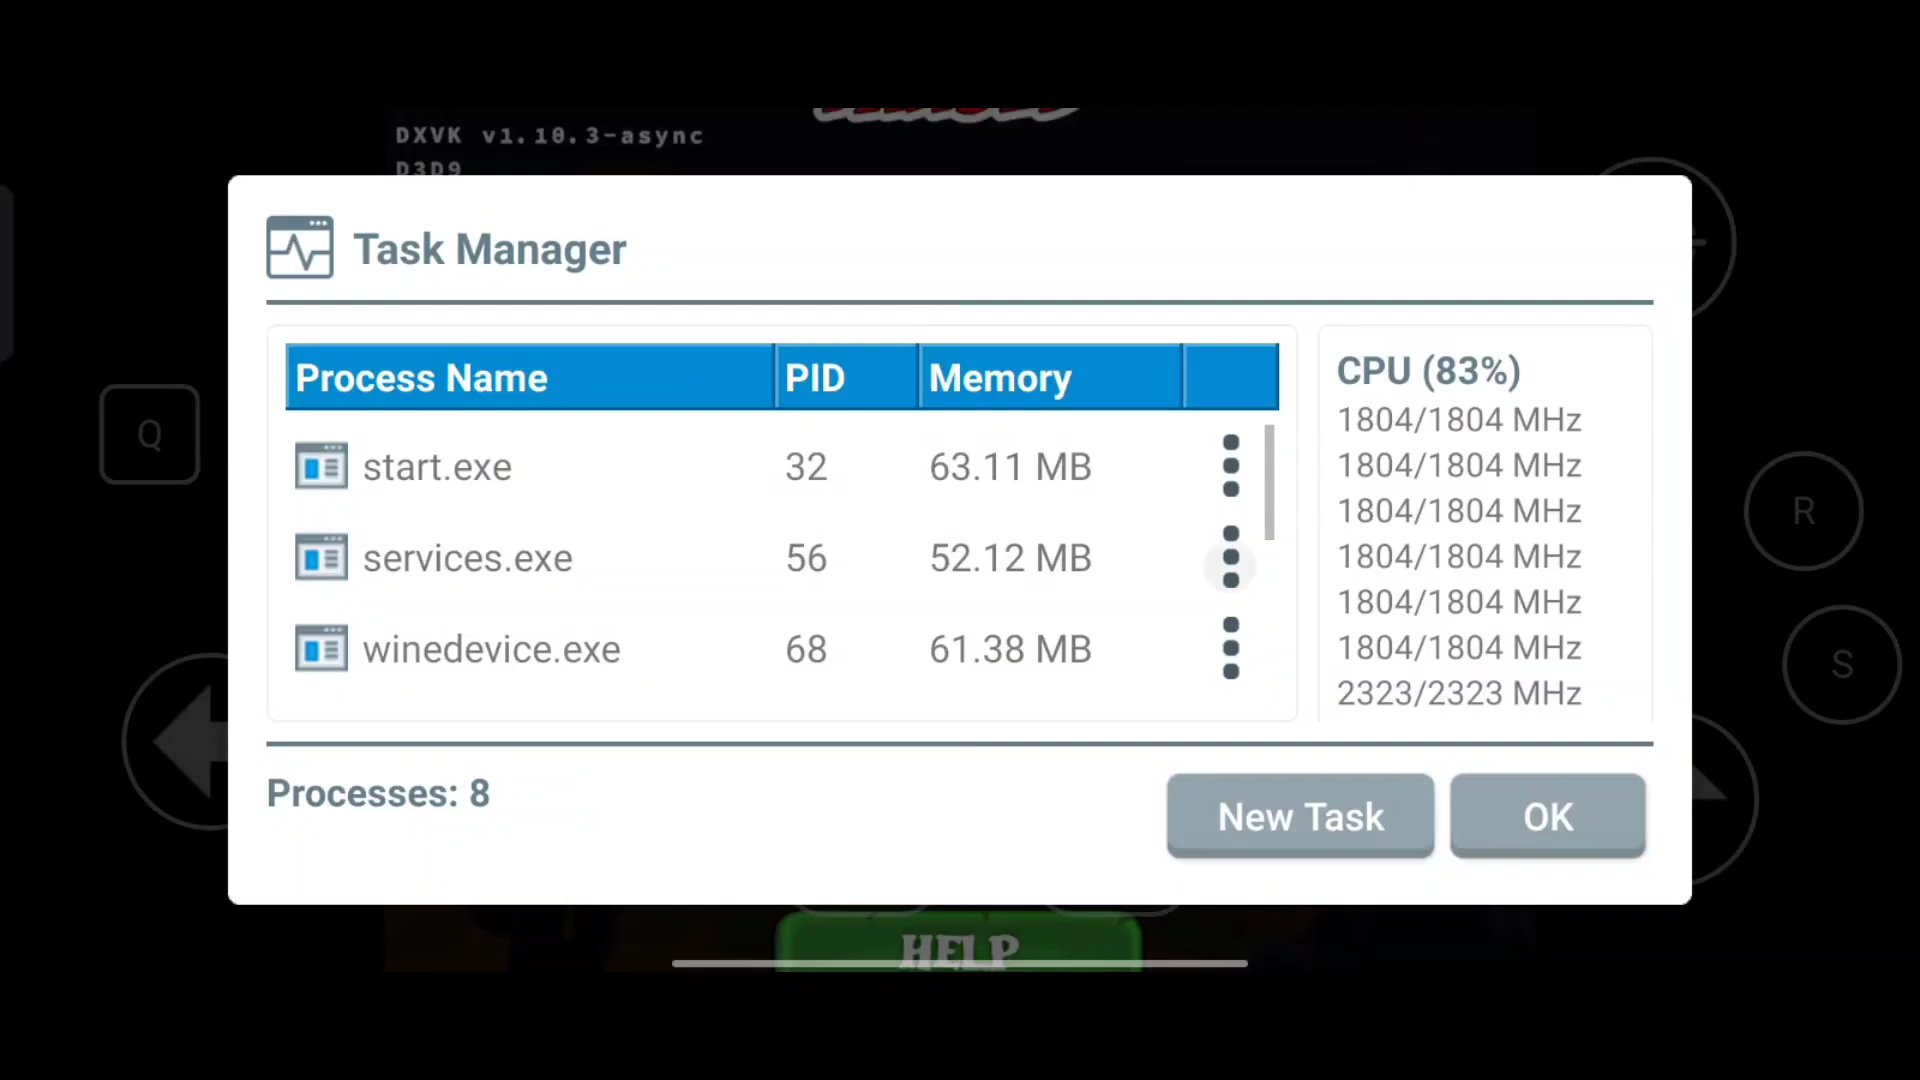 DXVK v1.10.3-async
D3D9
Task Manager
Process Name PID Memory
start.exe 32 63.11 MB
services.exe 56 52.12 MB
winedevice.exe 68 61.38 MB
CPU (83%)
1804/1804 MHz
1804/1804 MHz
1804/1804 MHz
1804/1804 MHz
1804/1804 MHz
1804/1804 MHz
2323/2323 MHz
Processes: 8
New Task
OK
Q
R
S
HELP